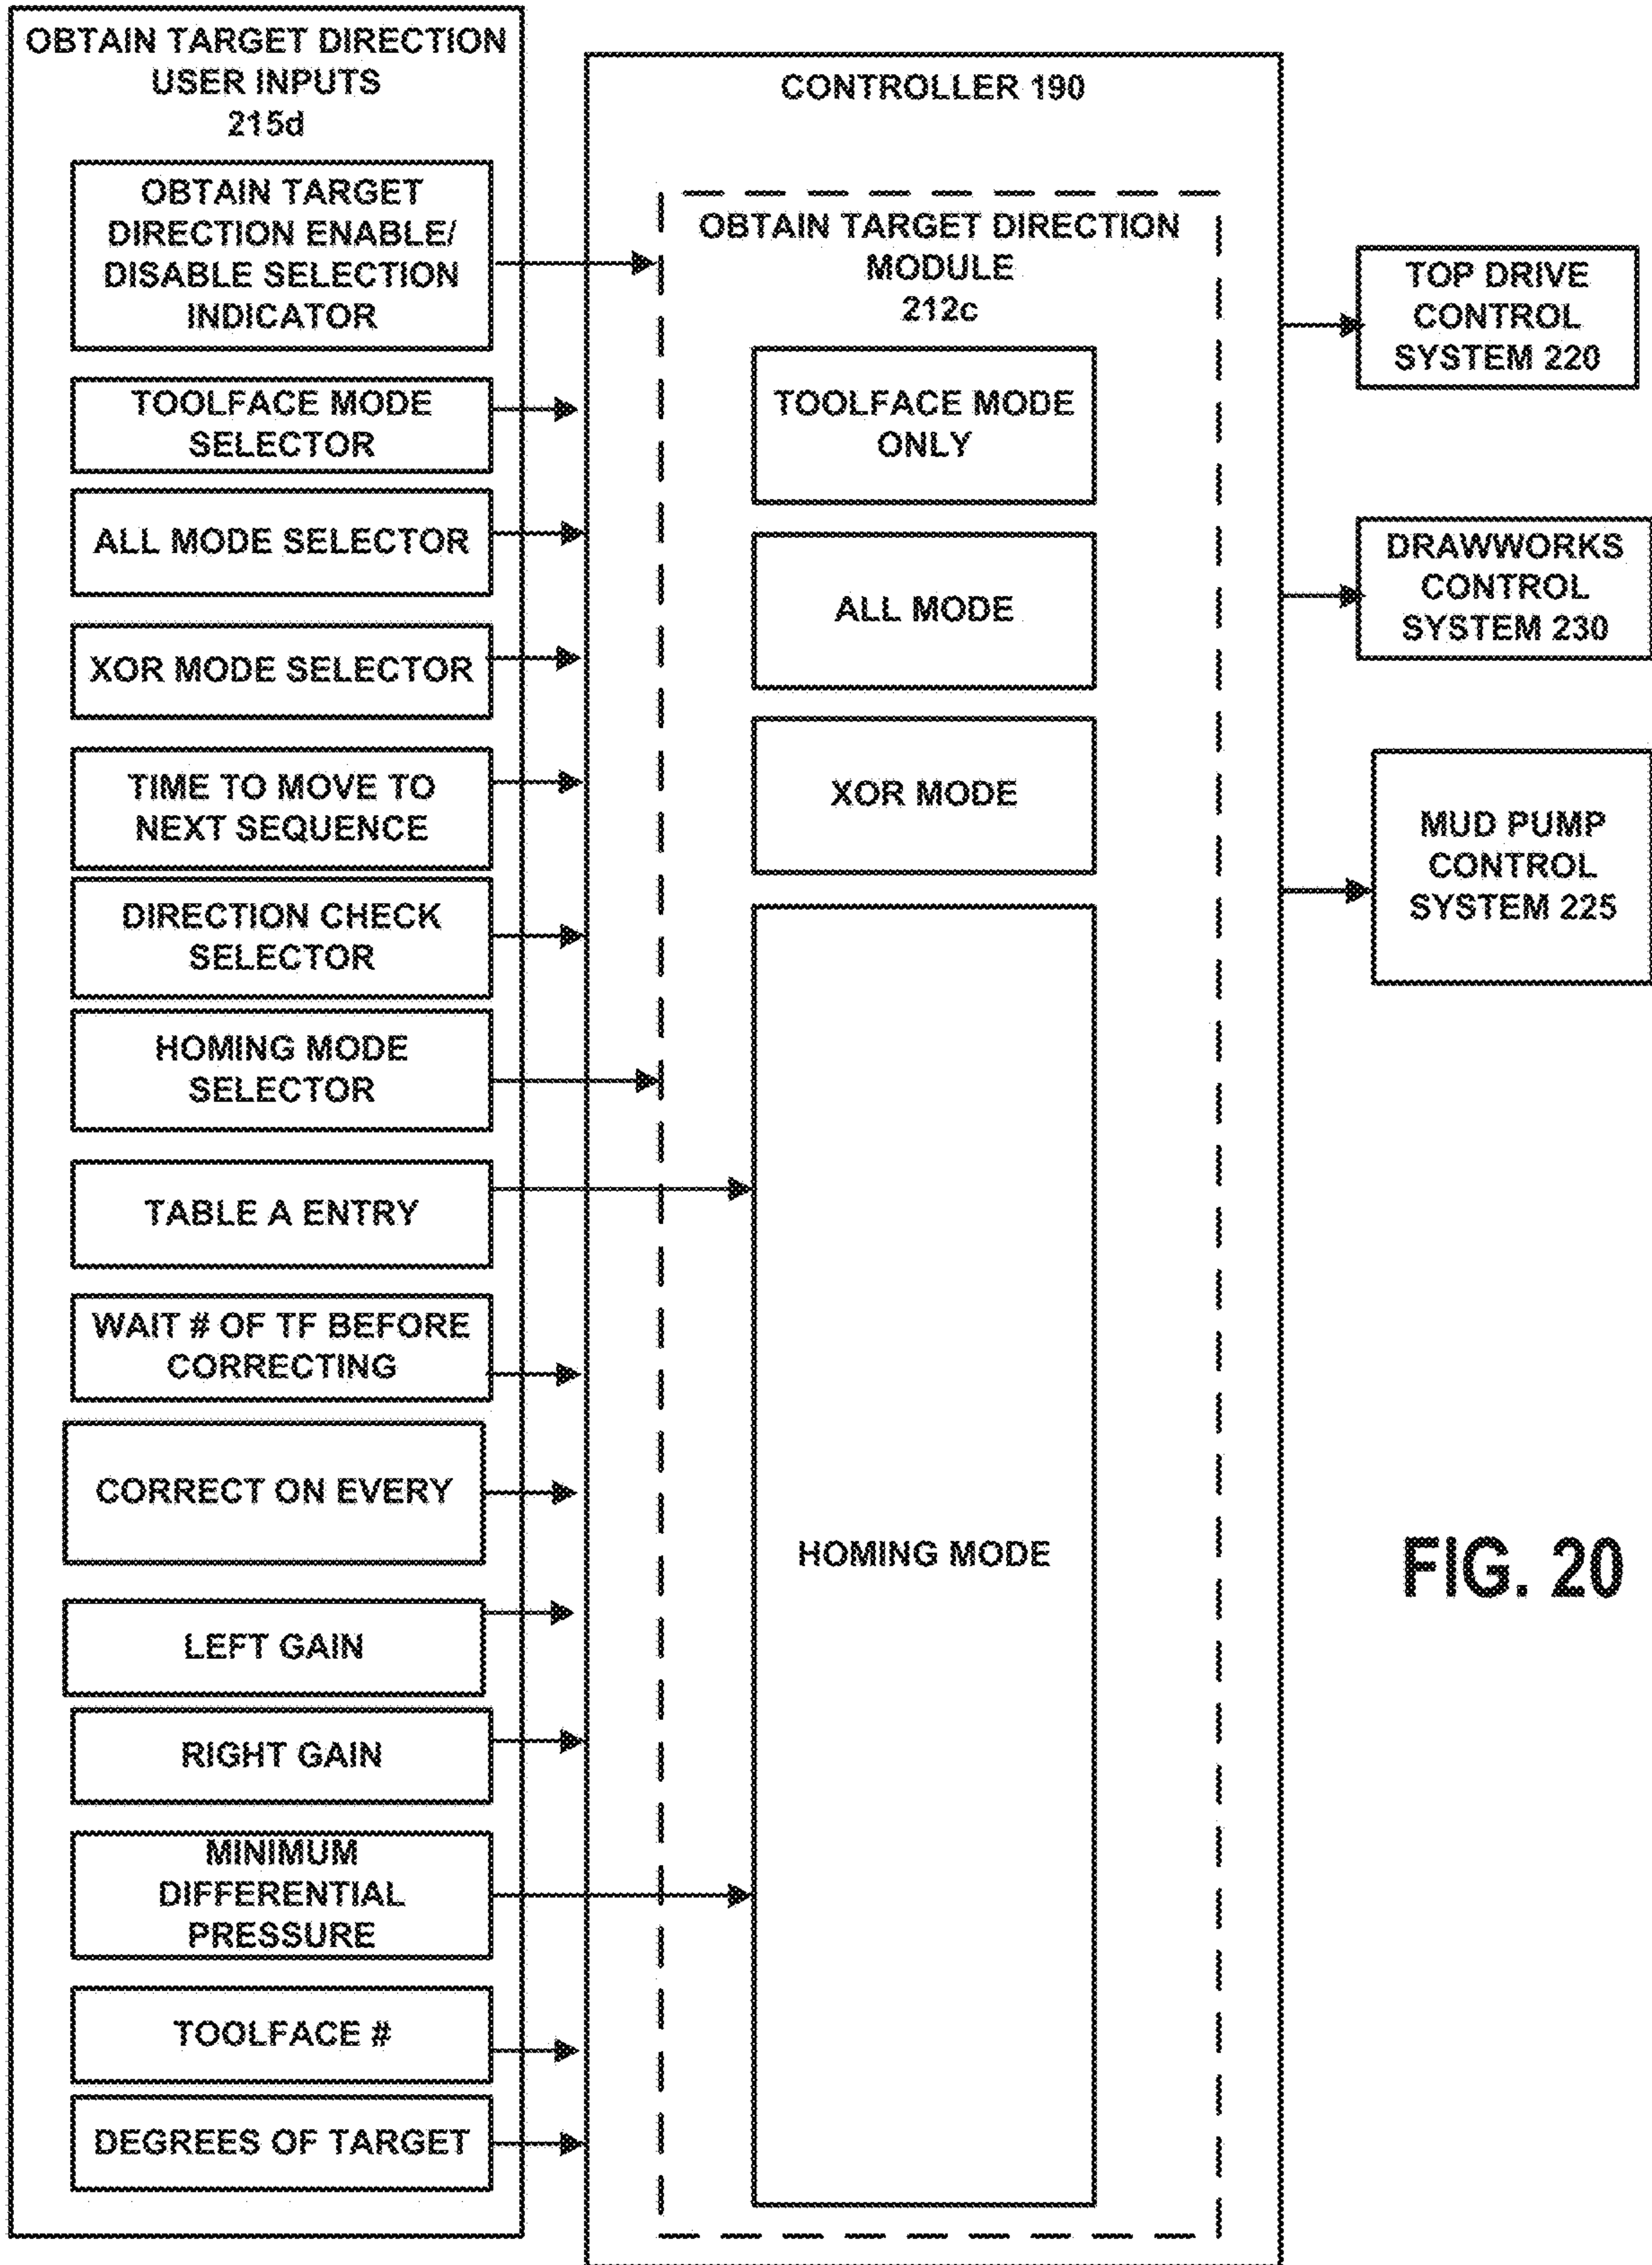 OBTAIN TARGET DIRECTION
USER INPUTS
215d
OBTAIN TARGET
DIRECTION ENABLE/
DISABLE SELECTION
INDICATOR
TOOLFACE MODE
SELECTOR
ALL MODE SELECTOR
XOR MODE SELECTOR
TIME TO MOVE TO
NEXT SEQUENCE
DIRECTION CHECK
SELECTOR
HOMING MODE
SELECTOR
TABLE A ENTRY
WAIT # OF TF BEFORE
CORRECTING
CORRECT ON EVERY
LEFT GAIN
RIGHT GAIN
MINIMUM
DIFFERENTIAL
PRESSURE
TOOLFACE #
DEGREES OF TARGET
CONTROLLER 190
OBTAIN TARGET DIRECTION
MODULE
212c
TOOLFACE MODE
ONLY
ALL MODE
XOR MODE
HOMING MODE
TOP DRIVE
CONTROL
SYSTEM 220
DRAWWORKS
CONTROL
SYSTEM 230
MUD PUMP
CONTROL
SYSTEM 225
FIG. 20